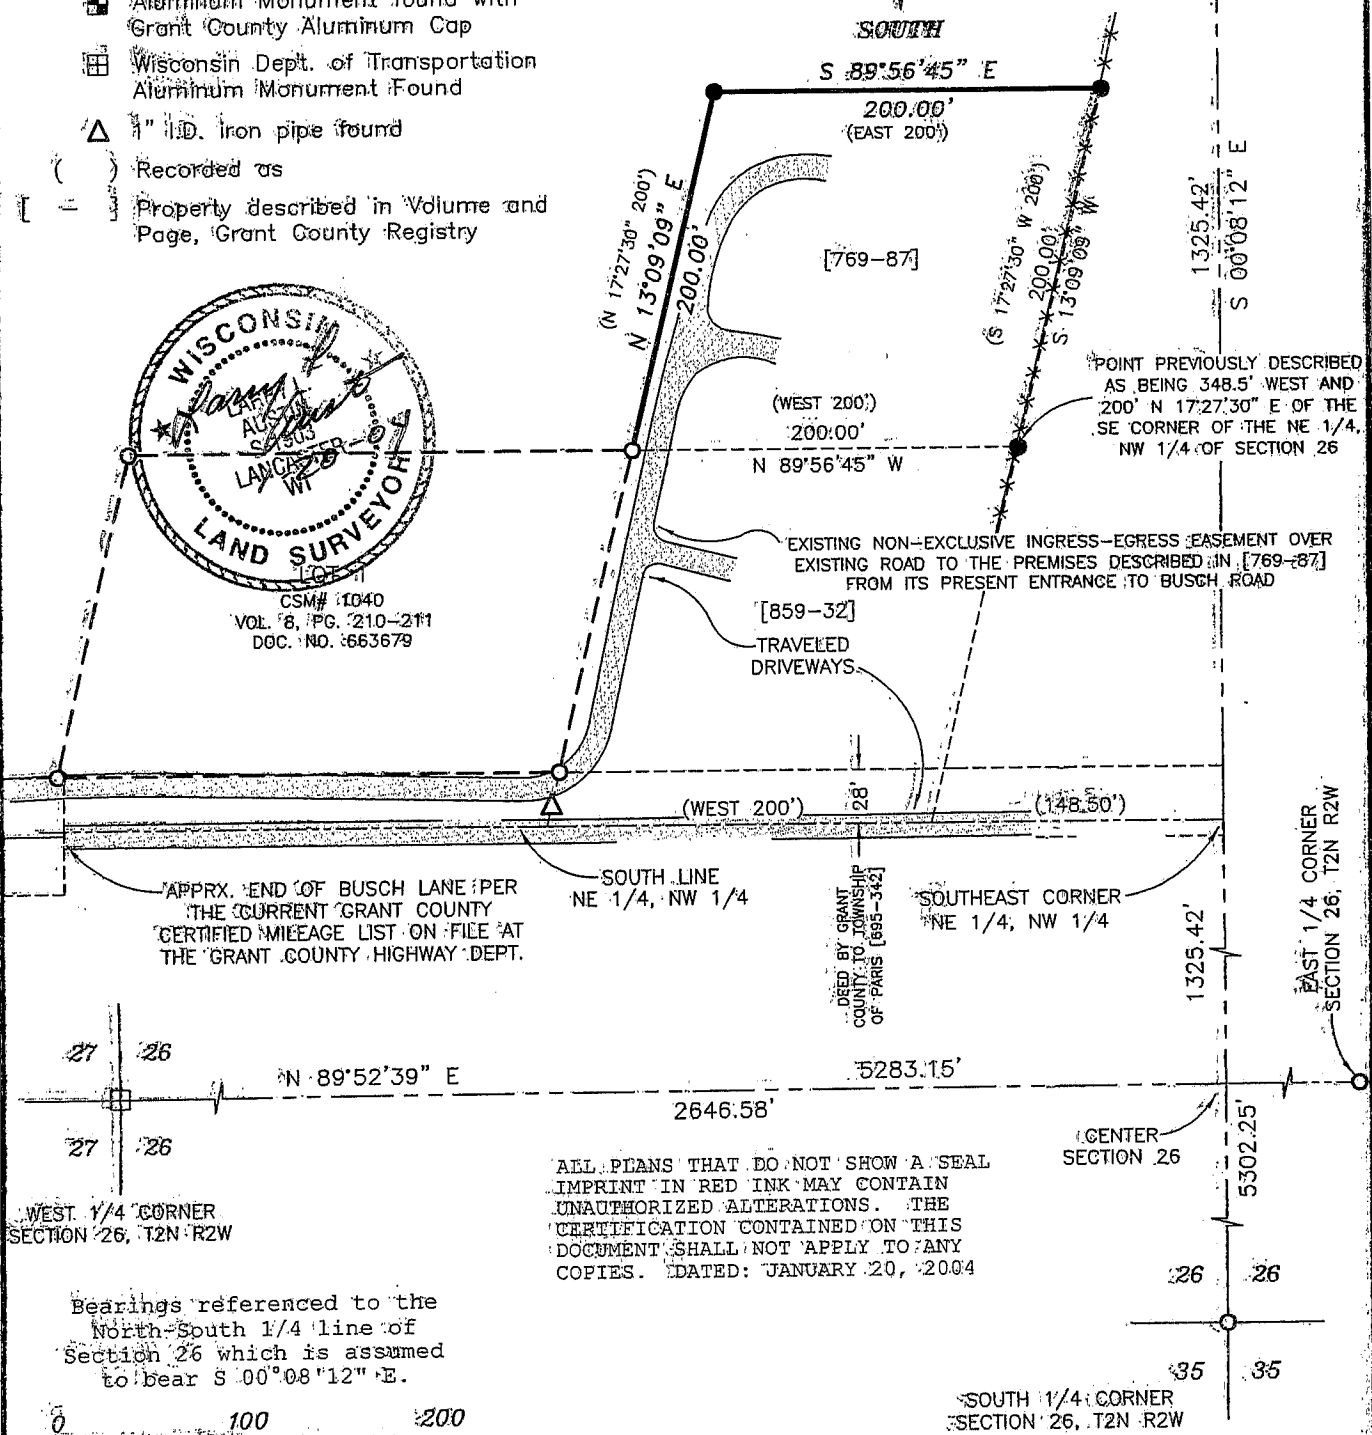 Aluminum Monument found with
Grant County Aluminum Cap
Wisconsin Dept. of Transportation
Aluminum Monument Found
1" I.D. iron pipe found
( ) Recorded as
[ - ] Property described in Volume and
Page, Grant County Registry
SOUTH
S 89°56'45" E
200.00'
(EAST 200')
(N 17°27'30" 200')
N 13°09'09" E
200.00'
[769-87]
(S 17°27'30" W 200')
200.00'
S 13°09'09" W
1325.42'
S 00°08'12" E
POINT PREVIOUSLY DESCRIBED
AS BEING 348.5' WEST AND
200' N 17°27'30" E OF THE
SE CORNER OF THE NE 1/4,
NW 1/4 OF SECTION 26
(WEST 200')
200.00'
N 89°56'45" W
WISCONSIN
LARRY
AUSTIN
LANCASTER
WI
LAND SURVEYOR
LOT 1
CSM# 1040
VOL. 8, PG. 210-211
DOC. NO. 663679
EXISTING NON-EXCLUSIVE INGRESS-EGRESS EASEMENT OVER
EXISTING ROAD TO THE PREMISES DESCRIBED IN [769-87]
FROM ITS PRESENT ENTRANCE TO BUSCH ROAD
[859-32]
TRAVELED
DRIVEWAYS
(WEST 200')
28'
(148.50')
APPRX. END OF BUSCH LANE PER
THE CURRENT GRANT COUNTY
CERTIFIED MILEAGE LIST ON FILE AT
THE GRANT COUNTY HIGHWAY DEPT.
SOUTH LINE
NE 1/4, NW 1/4
DEED BY GRANT
COUNTY TO TOWNSHIP
OF PARIS [695-342]
SOUTHEAST CORNER
NE 1/4, NW 1/4
1325.42'
EAST 1/4 CORNER
SECTION 26, T2N R2W
27 26
N 89°52'39" E
5283.15'
2646.58'
27 26
WEST 1/4 CORNER
SECTION 26, T2N R2W
CENTER
SECTION 26
5302.25'
ALL PLANS THAT DO NOT SHOW A SEAL
IMPRINT IN RED INK MAY CONTAIN
UNAUTHORIZED ALTERATIONS. THE
CERTIFICATION CONTAINED ON THIS
DOCUMENT SHALL NOT APPLY TO ANY
COPIES. DATED: JANUARY 20, 2004
Bearings referenced to the
North-South 1/4 line of
Section 26 which is assumed
to bear S 00°08'12" E.
26 26
35 35
SOUTH 1/4 CORNER
SECTION 26, T2N R2W
0 100 200